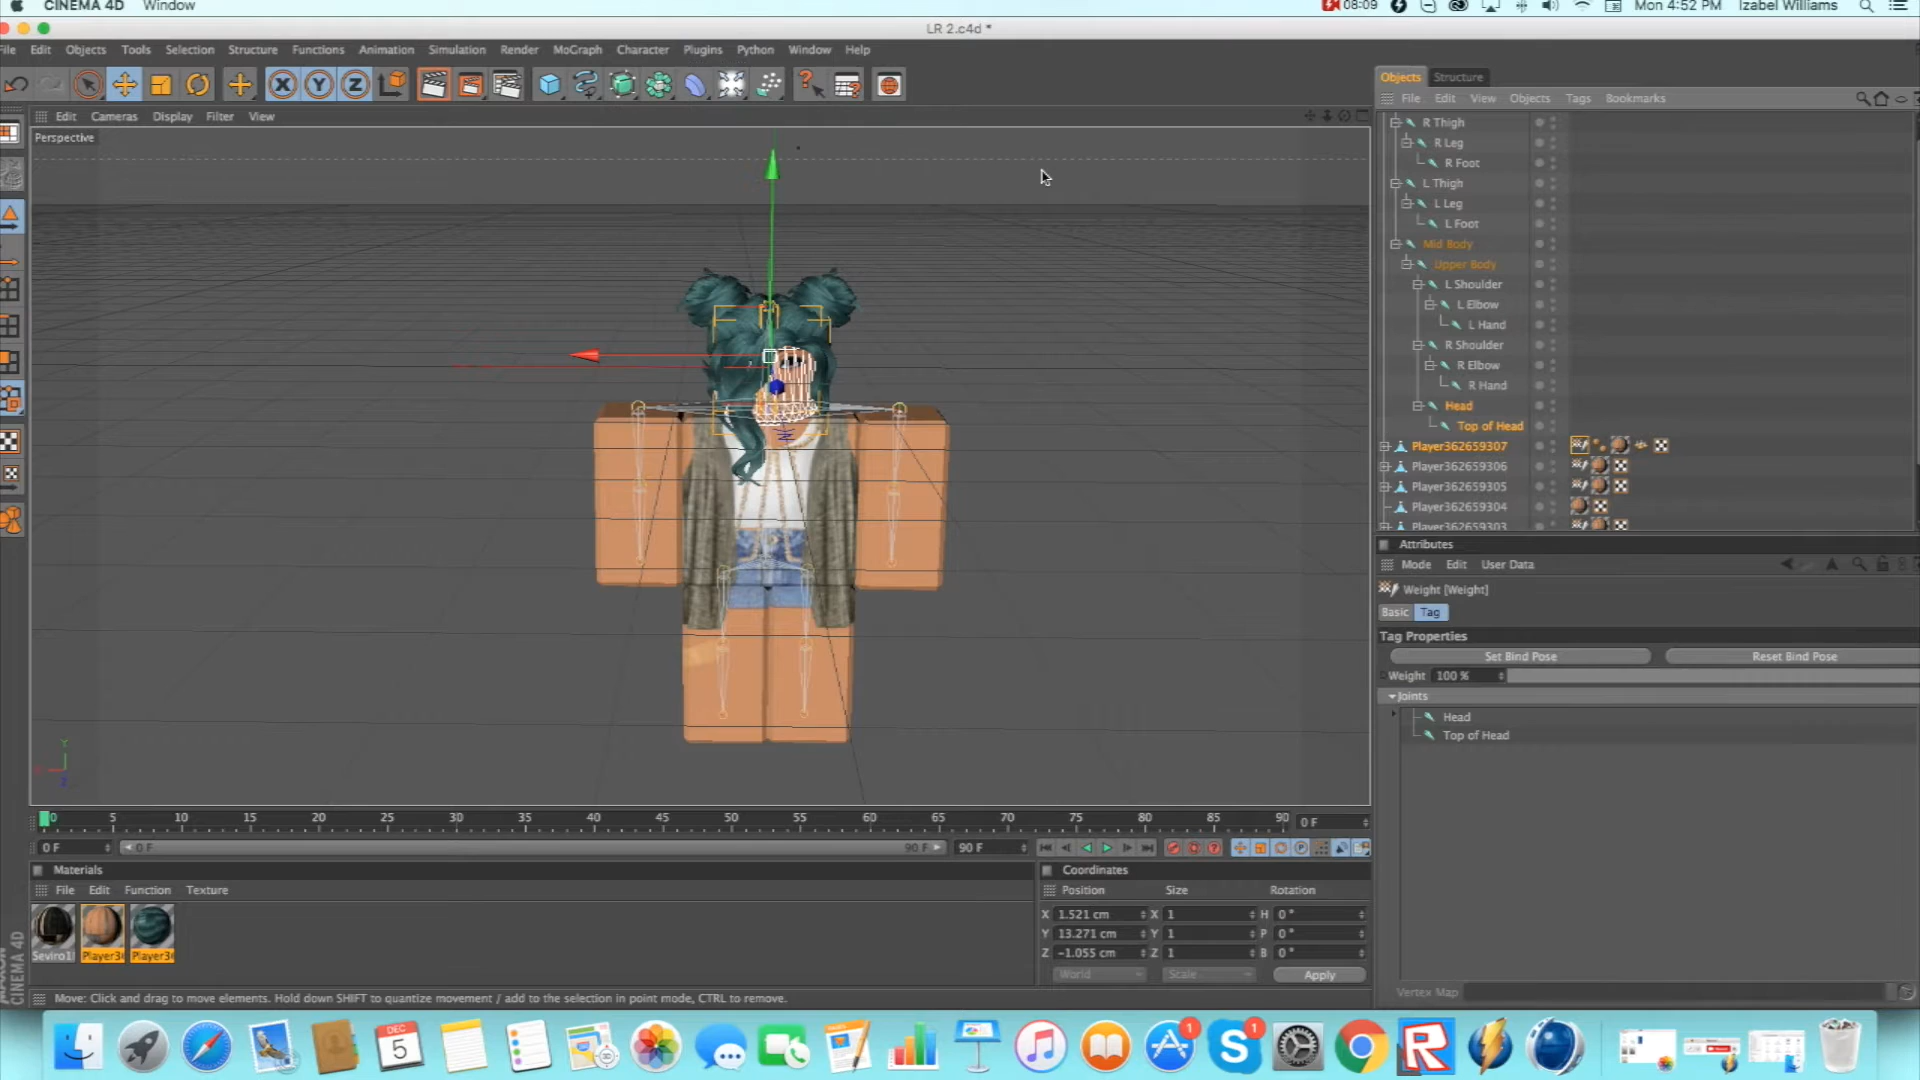 CINEMA 4D Window
08:09 Mon 4:52 PM Izabel Williams
LR 2.c4d *
File Edit Objects Tools Selection Structure Functions Animation Simulation Render MoGraph Character Plugins Python Window Help
X Y Z
Edit Cameras Display Filter View
Perspective
Objects Structure
File Edit View Objects Tags Bookmarks
R Thigh
R Leg
R Foot
L Thigh
L Leg
L Foot
Mid Body
Upper Body
L Shoulder
L Elbow
L Hand
R Shoulder
R Elbow
R Hand
Head
Top of Head
Player362659307
Player362659306
Player362659305
Player362659304
Player362659303
Attributes
Mode Edit User Data
Weight [Weight]
Basic Tag
Tag Properties
Set Bind Pose Reset Bind Pose
Weight 100 %
Joints
Head
Top of Head
Vertex Map
Y
Z
0 5 10 15 20 25 30 35 40 45 50 55 60 65 70 75 80 85 90 0 F
0 F 0 F 90 F 90 F
Materials
File Edit Function Texture
Seviro1 Player3 Player3
Coordinates
Position Size Rotation
X 1.521 cm X 1 H 0 °
Y 13.271 cm Y 1 P 0 °
Z -1.055 cm Z 1 B 0 °
World Scale Apply
MAXON CINEMA 4D
Move: Click and drag to move elements. Hold down SHIFT to quantize movement / add to the selection in point mode, CTRL to remove.
DEC
5
1
1